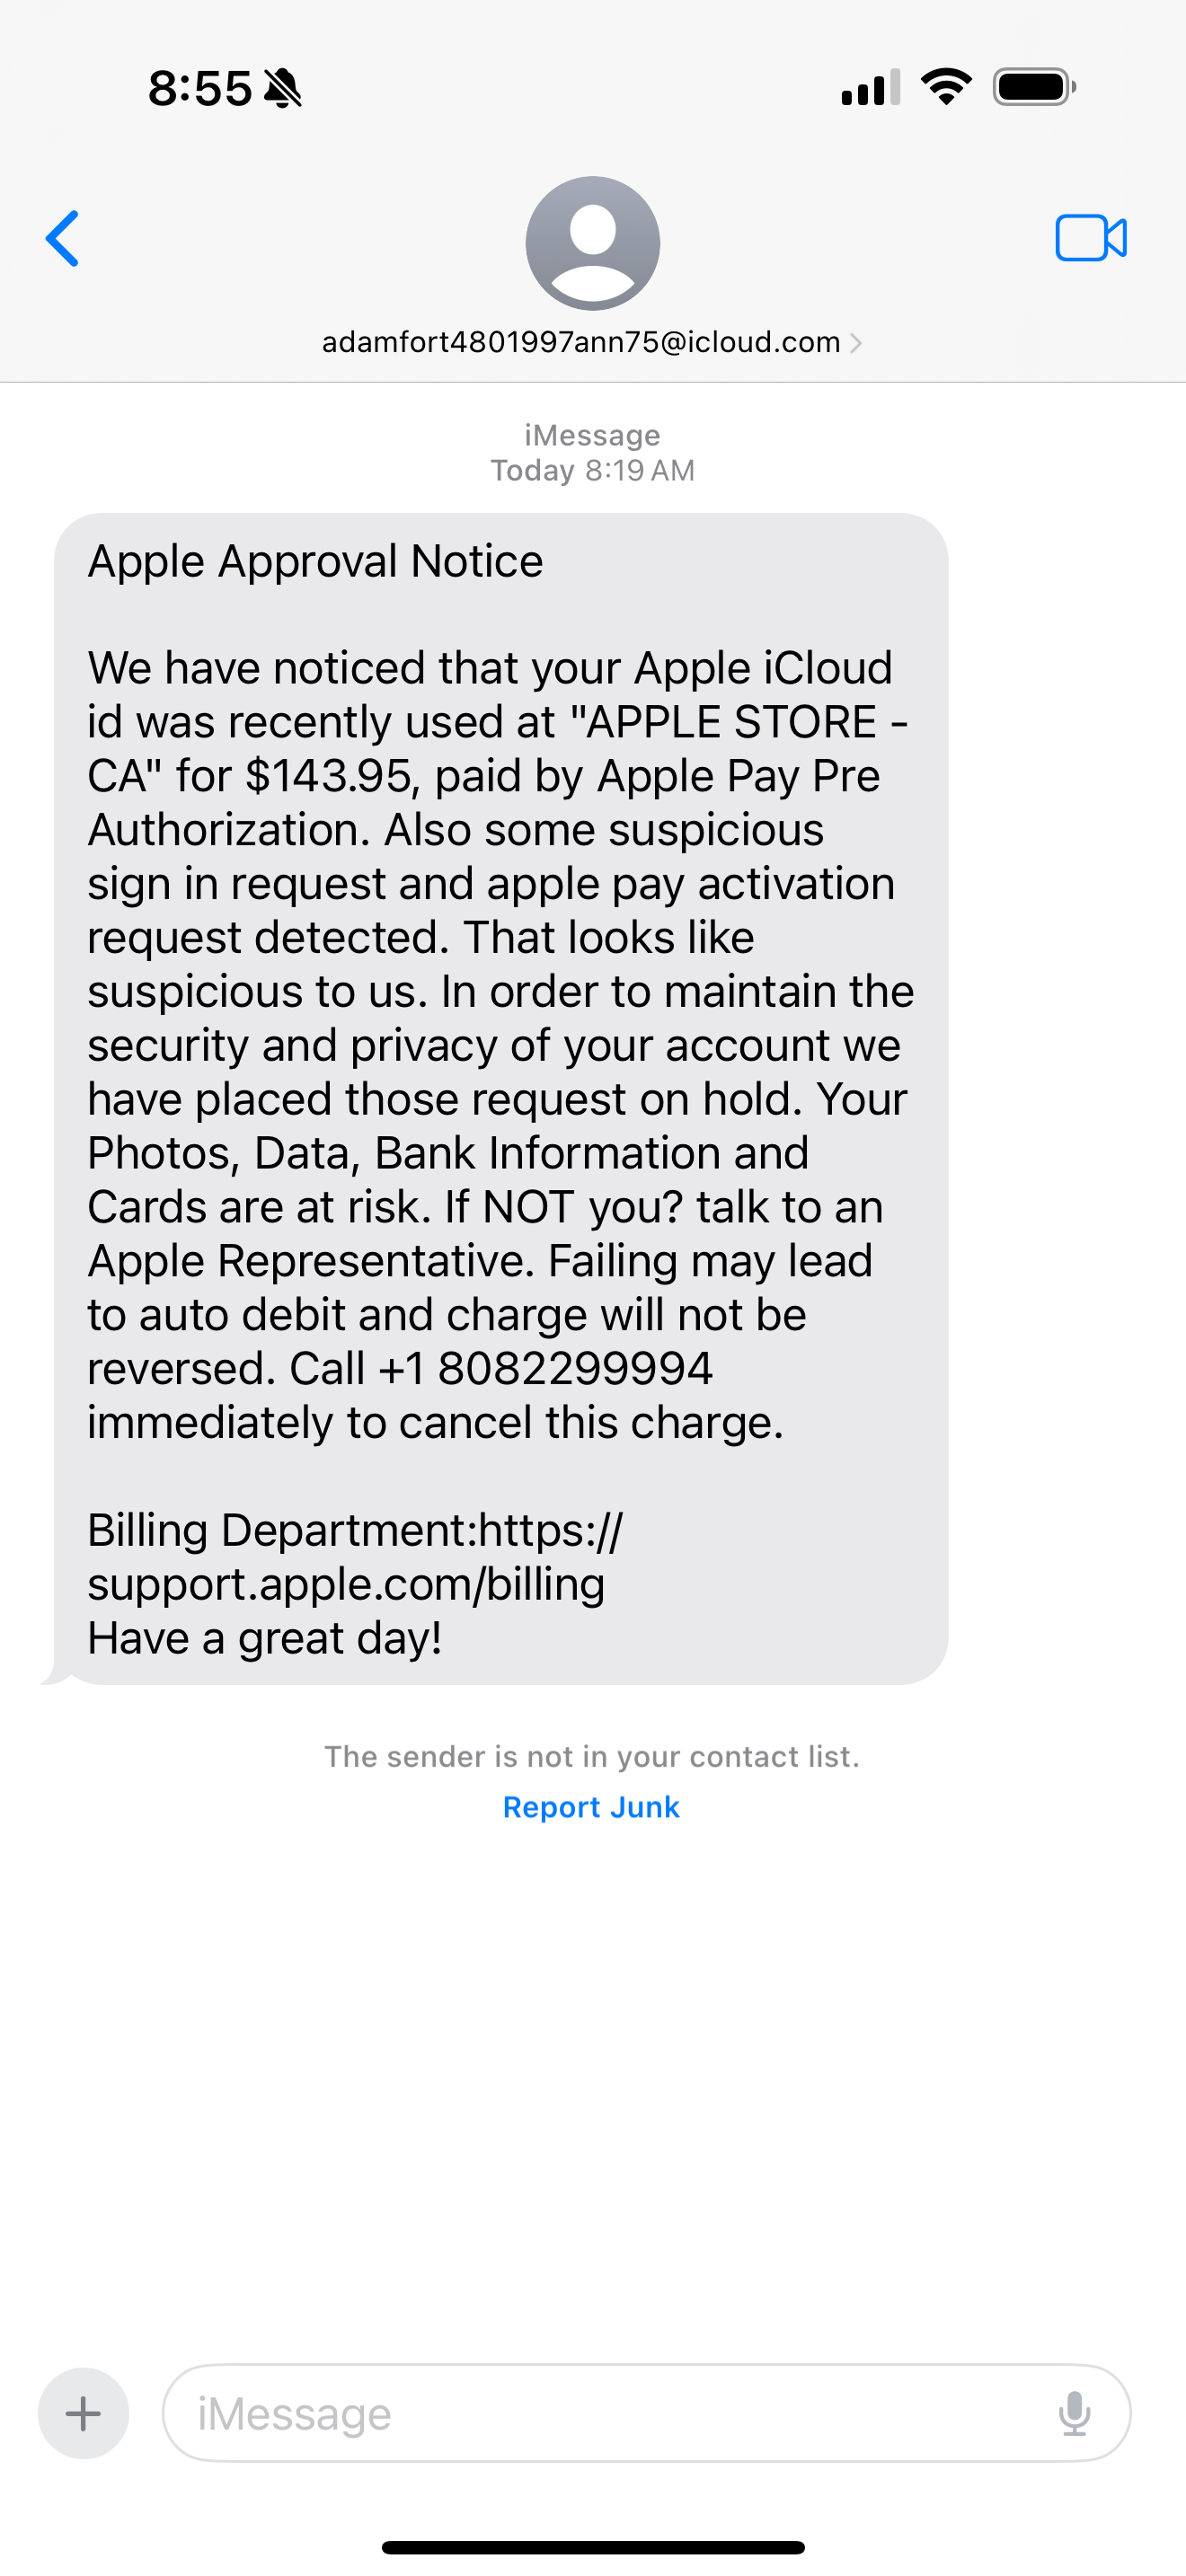 8:55
adamfort4801997ann75@icloud.com
iMessage
Today 8:19 AM
Apple Approval Notice
We have noticed that your Apple iCloud
id was recently used at "APPLE STORE -
CA" for $143.95, paid by Apple Pay Pre
Authorization. Also some suspicious
sign in request and apple pay activation
request detected. That looks like
suspicious to us. In order to maintain the
security and privacy of your account we
have placed those request on hold. Your
Photos, Data, Bank Information and
Cards are at risk. If NOT you? talk to an
Apple Representative. Failing may lead
to auto debit and charge will not be
reversed. Call +1 8082299994
immediately to cancel this charge.
Billing Department:https://
support.apple.com/billing
Have a great day!
The sender is not in your contact list.
Report Junk
iMessage